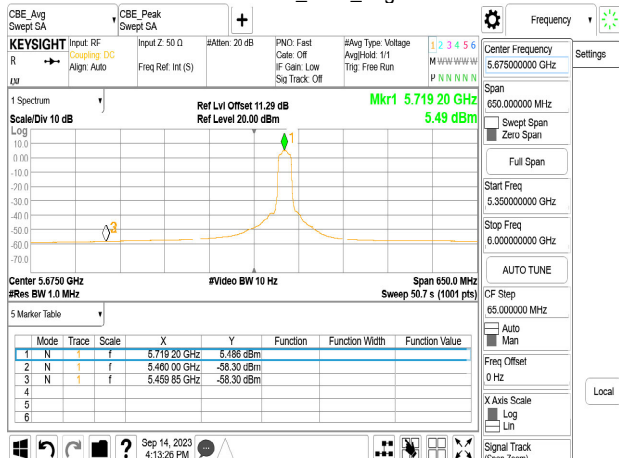 CBE_Avg
Swept SA
CBE_Peak
Swept SA
+
Frequency
KEYSIGHT
R
Input: RF
Coupling: DC
Align: Auto
Input Z: 50 Ω
Freq Ref: Int (S)
#Atten: 20 dB
PNO: Fast
Gate: Off
IF Gain: Low
Sig Track: Off
#Avg Type: Voltage
Avg|Hold: 1/1
Trig: Free Run
1 2 3 4 5 6
M W W W W W
P N N N N N
1 Spectrum
Scale/Div 10 dB
Log
Ref Lvl Offset 11.29 dB
Ref Level 20.00 dBm
Mkr1 5.719 20 GHz
5.49 dBm
10.0
0.00
-10.0
-20.0
-30.0
-40.0
-50.0
-60.0
-70.0
1
3
Center 5.6750 GHz
#Res BW 1.0 MHz
#Video BW 10 Hz
Span 650.0 MHz
Sweep 50.7 s (1001 pts)
5 Marker Table
Mode Trace Scale X Y Function Function Width Function Value
1 N 1 f 5.719 20 GHz 5.486 dBm
2 N 1 f 5.460 00 GHz -58.30 dBm
3 N 1 f 5.459 85 GHz -58.30 dBm
4
5
6
?
Sep 14, 2023
4:13:26 PM
Center Frequency
5.675000000 GHz
Settings
Span
650.000000 MHz
Swept Span
Zero Span
Full Span
Start Freq
5.350000000 GHz
Stop Freq
6.000000000 GHz
AUTO TUNE
CF Step
65.000000 MHz
Auto
Man
Freq Offset
0 Hz
X Axis Scale
Log
Lin
Local
Signal Track
(Span Zoom)